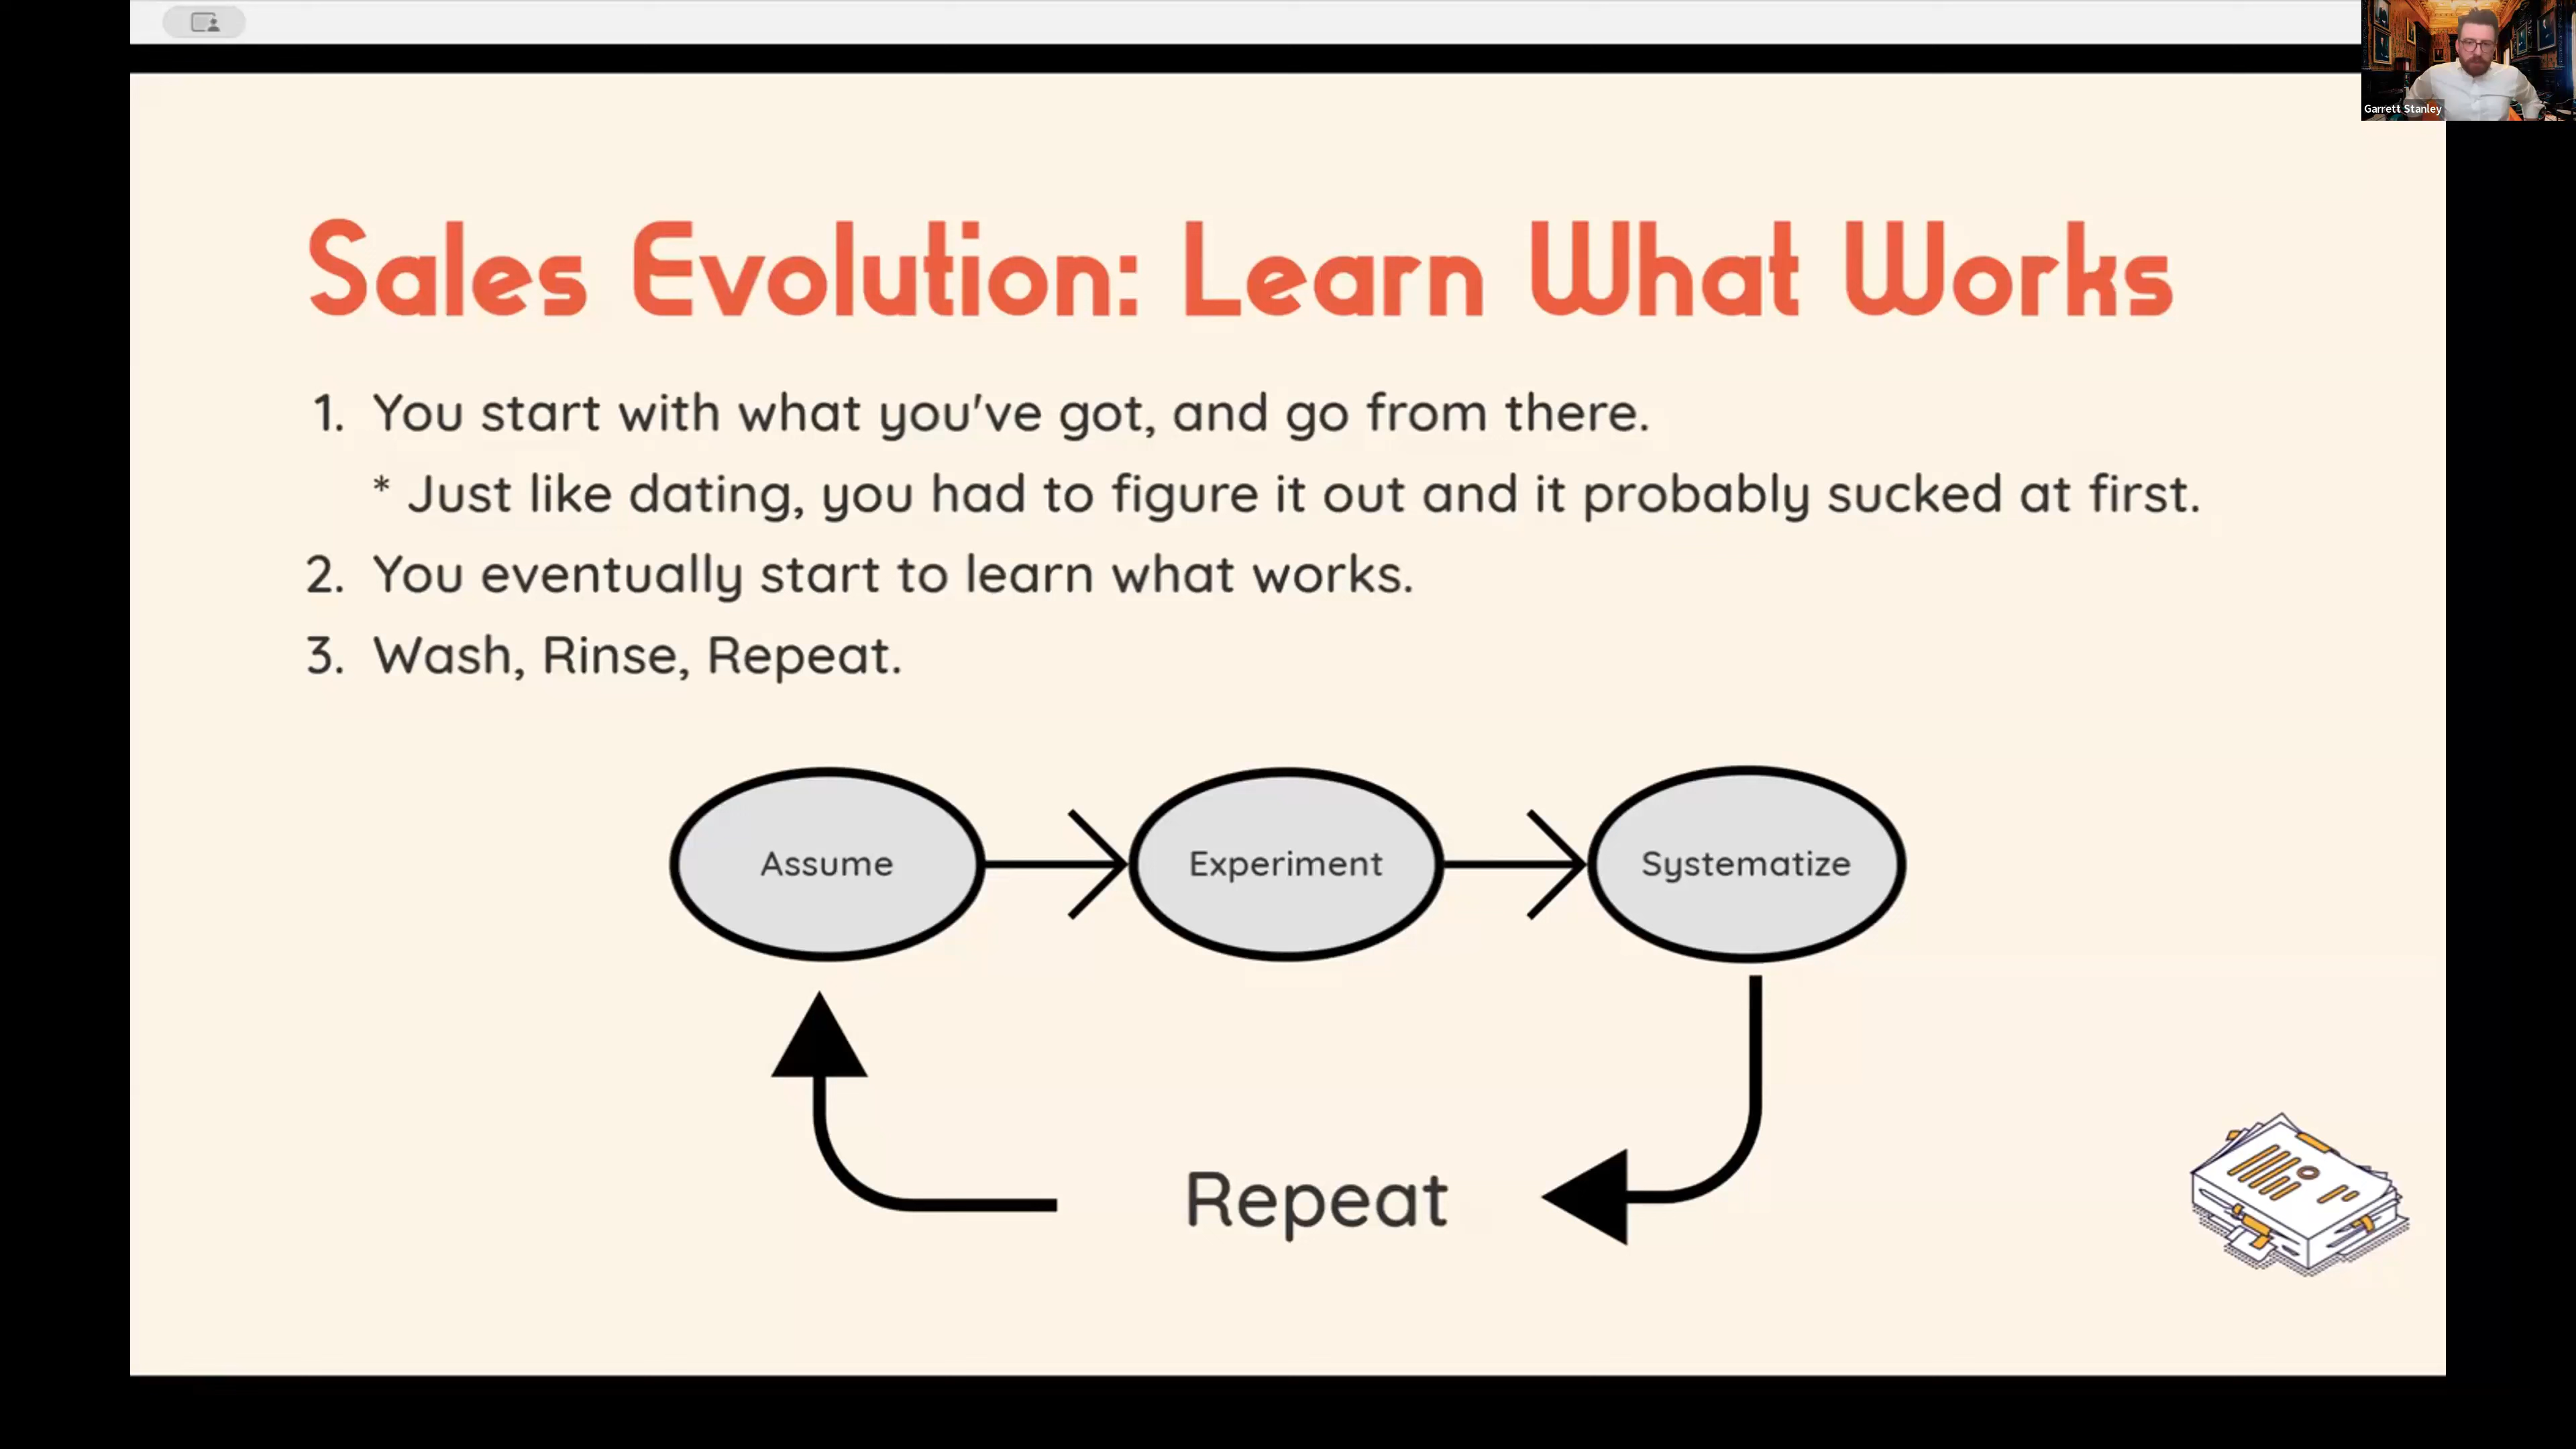 Garrett Stanley
Sales Evolution: Learn What Works
1. You start with what you've got, and go from there.
* Just like dating, you had to figure it out and it probably sucked at first.
2. You eventually start to learn what works.
3. Wash, Rinse, Repeat.
Assume
Experiment
Systematize
Repeat